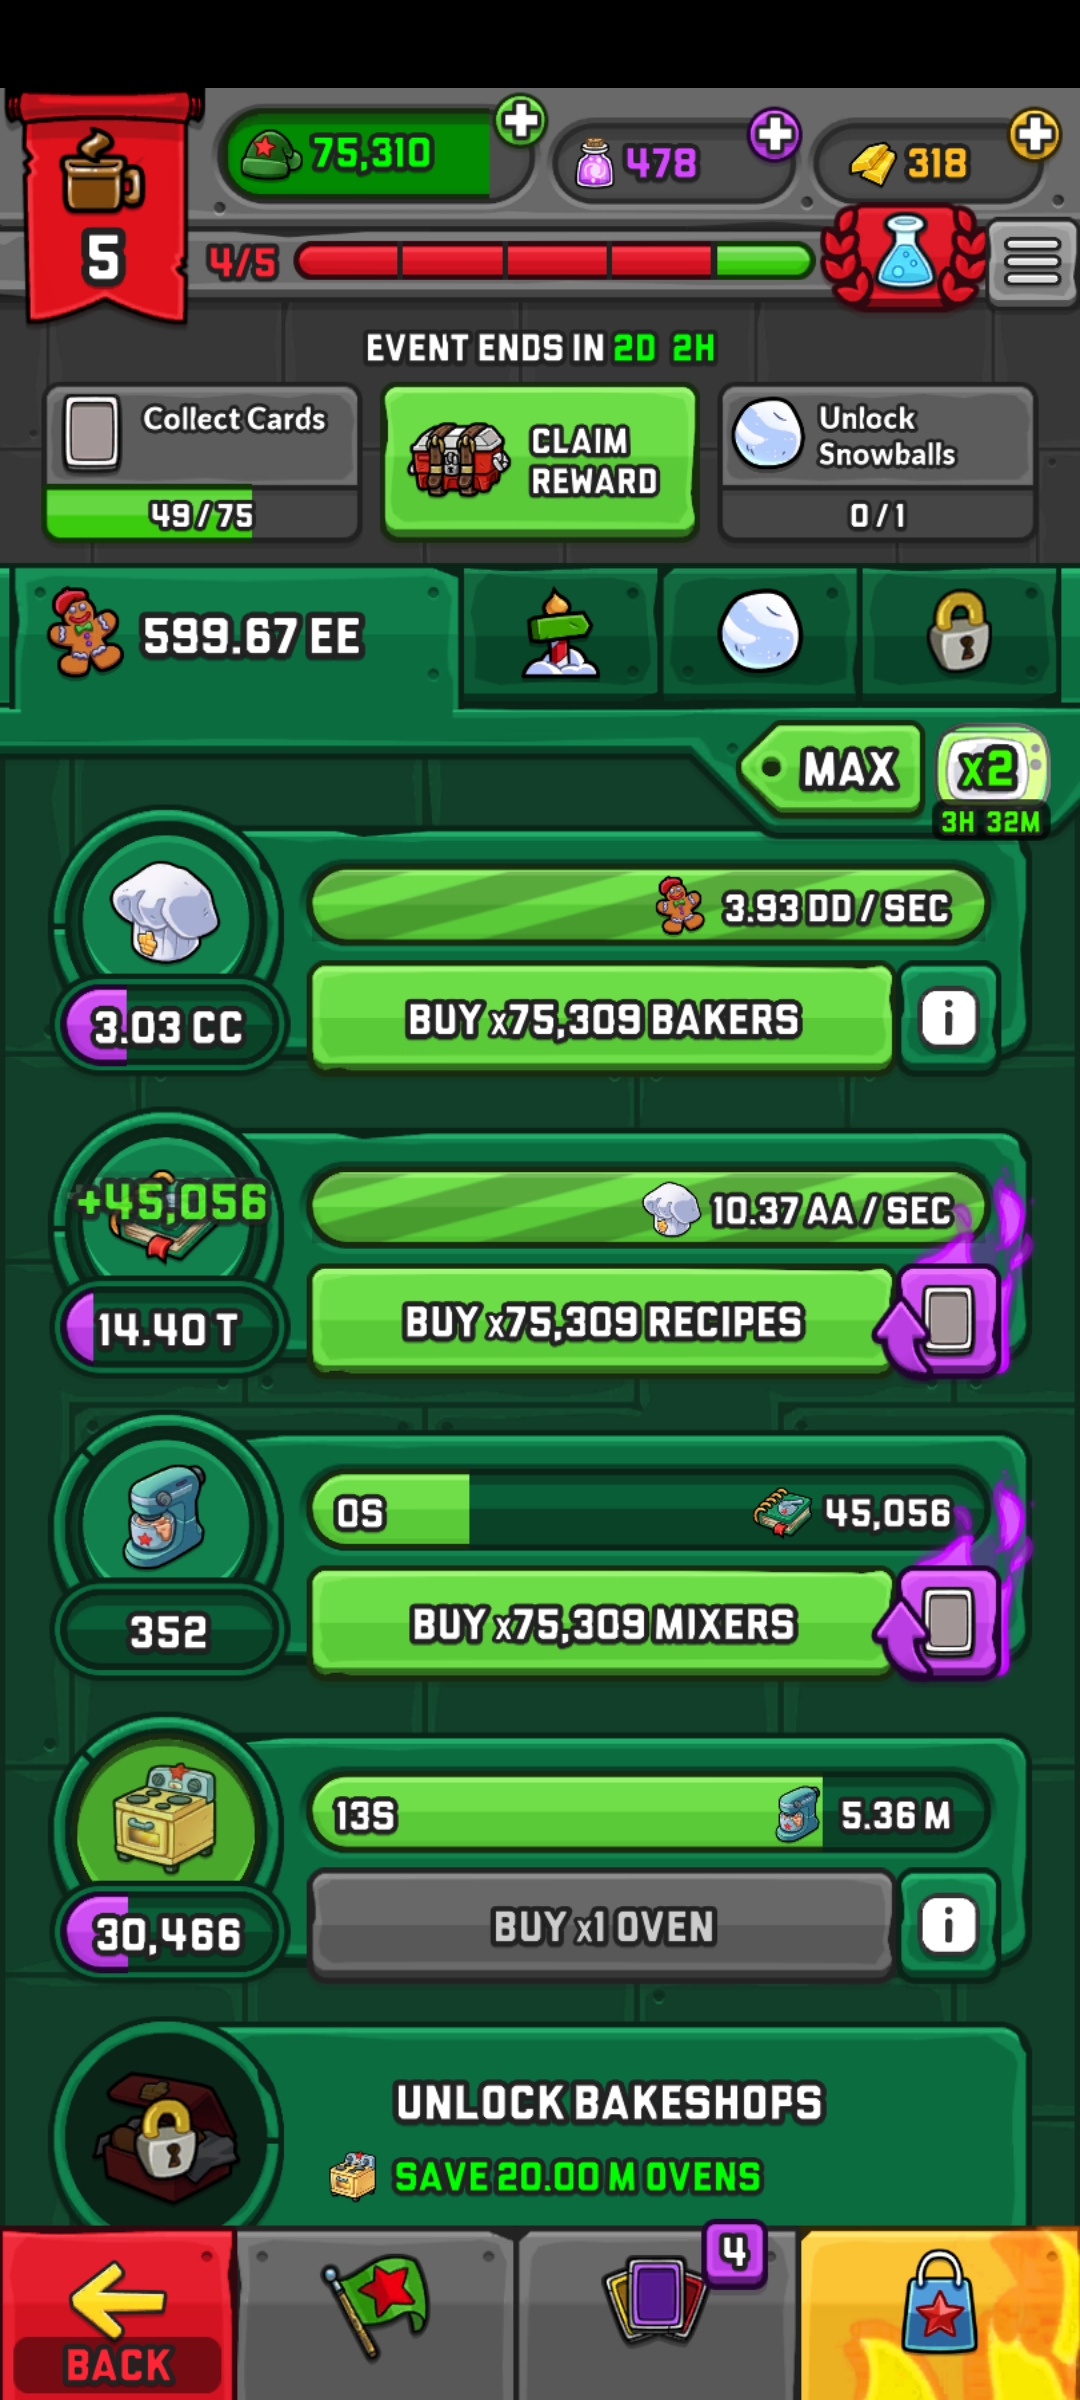 75,310
478
318
5
4/5
EVENT ENDS IN 2D 2H
Collect Cards
49/75
CLAIM
REWARD
Unlock
Snowballs
0/1
599.67 EE
MAX
x2
3H 32M
3.93 DD / SEC
3.03 CC
BUY x75,309 BAKERS
i
+45,056
10.37 AA / SEC
14.40 T
BUY x75,309 RECIPES
0S
45,056
352
BUY x75,309 MIXERS
13S
5.36 M
30,466
BUY x1 OVEN
i
UNLOCK BAKESHOPS
SAVE 20.00 M OVENS
4
BACK